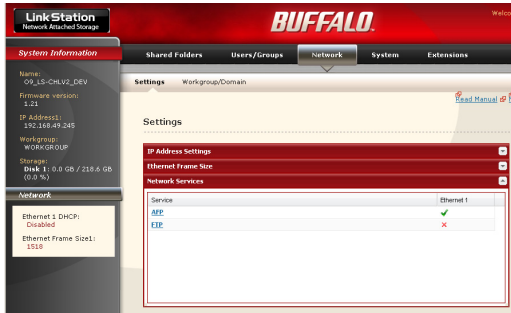 LinkStation
Network Attached Storage
BUFFALO
Welco
System Information
Shared Folders
Users/Groups
Network
System
Extensions
Name:
O9_LS-CHLV2_DEV
Firmware version:
1.21
IP Address1:
192.168.49.245
Workgroup:
WORKGROUP
Storage:
Disk 1: 0.0 GB / 218.6 GB
(0.0 %)
Network
Ethernet 1 DHCP:
Disabled
Ethernet Frame Size1:
1518
Settings
Workgroup/Domain
Read Manual
Settings
IP Address Settings
Ethernet Frame Size
Network Services
Service
Ethernet 1
AFP
FTP